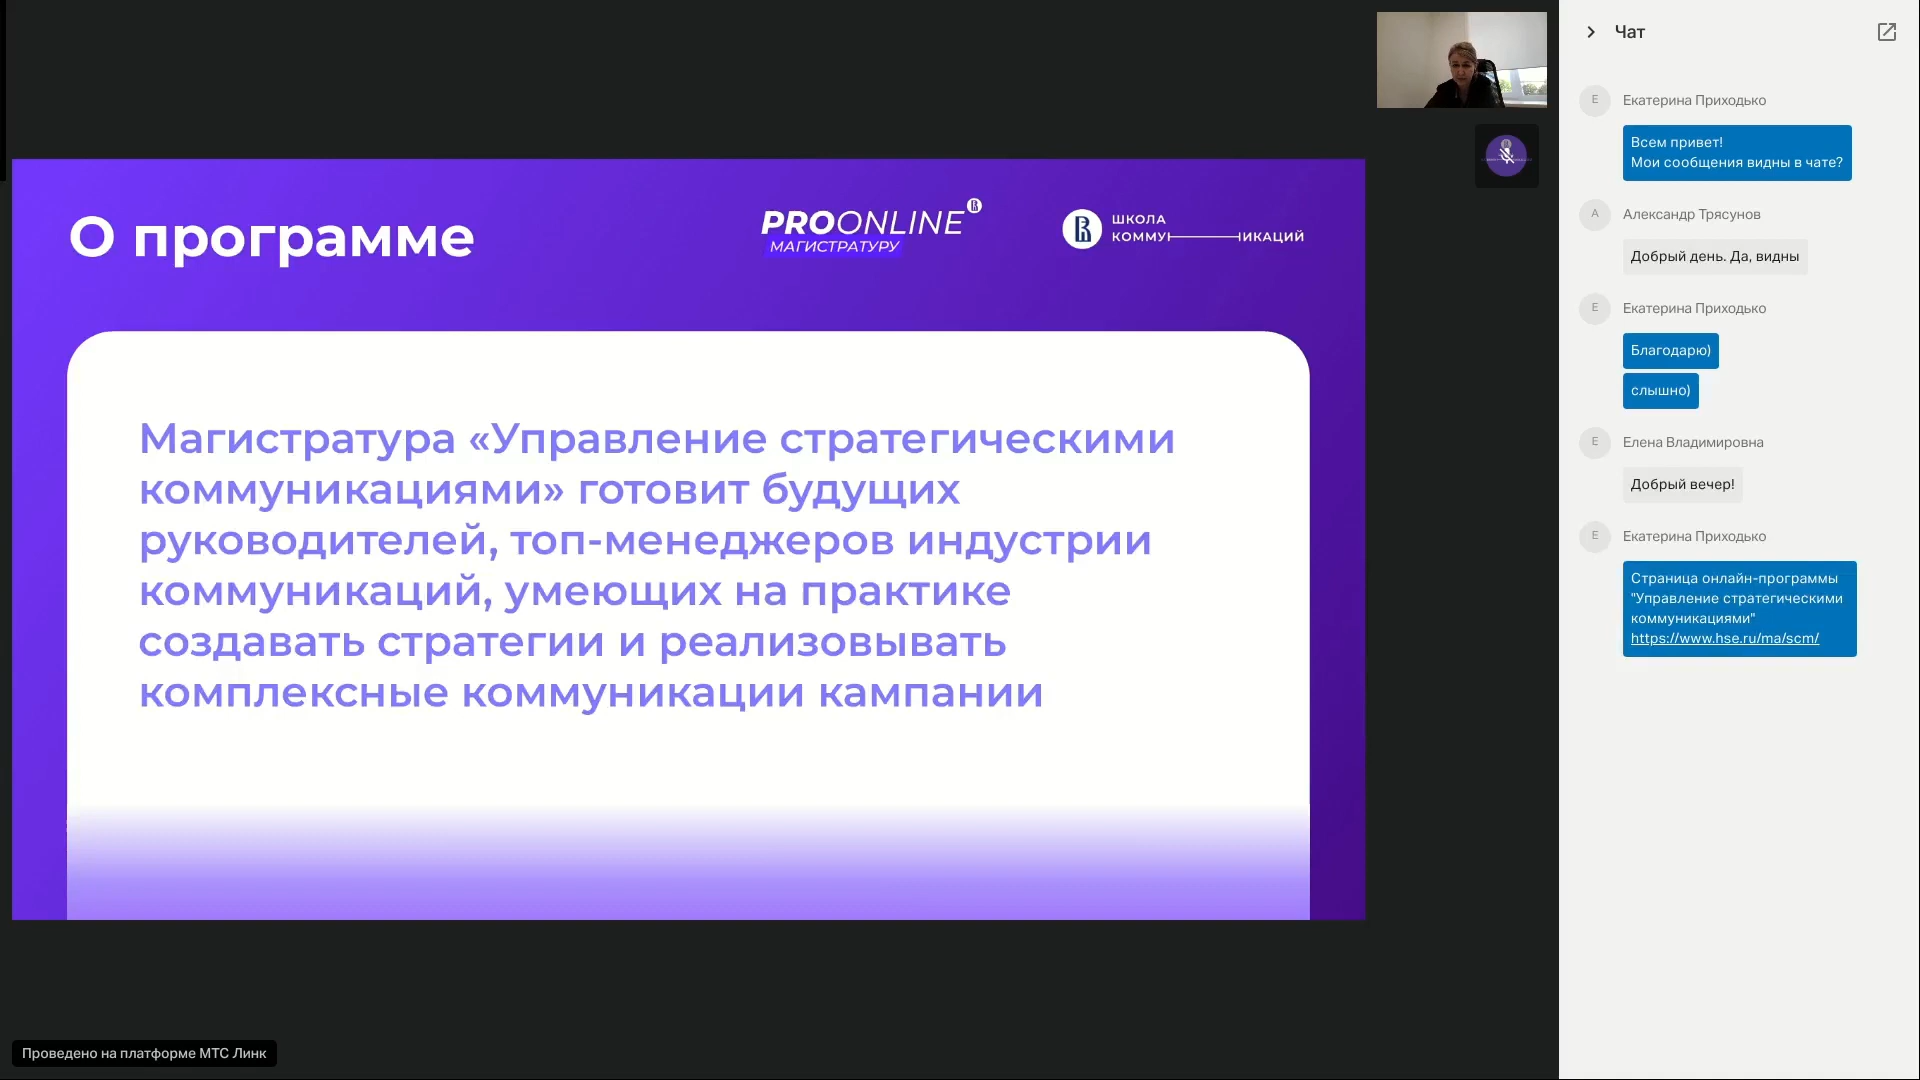 О программе
PROONLINE
МАГИСТРАТУРУ
ШКОЛА
КОММУ
НИКАЦИЙ
Магистратура «Управление стратегическими
коммуникациями» готовит будущих
руководителей, топ-менеджеров индустрии
коммуникаций, умеющих на практике
создавать стратегии и реализовывать
комплексные коммуникации кампании
Проведено на платформе МТС Линк
Чат
Е
Екатерина Приходько
Всем привет!
Мои сообщения видны в чате?
А
Александр Трясунов
Добрый день. Да, видны
Е
Екатерина Приходько
Благодарю)
слышно)
Е
Елена Владимировна
Добрый вечер!
Е
Екатерина Приходько
Страница онлайн-программы
"Управление стратегическими
коммуникациями"
https://www.hse.ru/ma/scm/